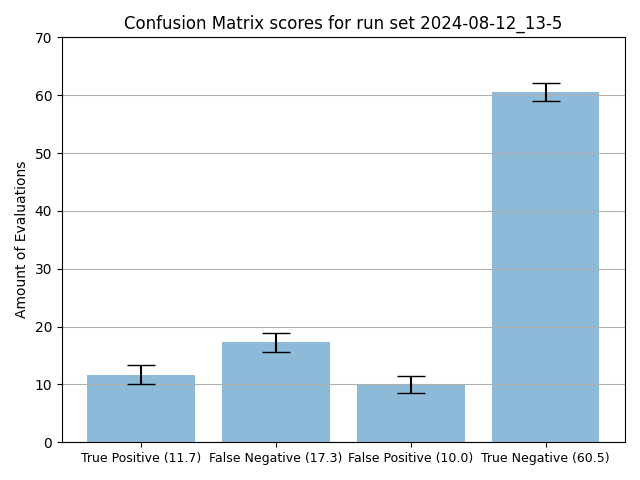 Confusion Matrix scores for run set 2024-08-12_13-5
Amount of Evaluations
70
60
50
40
30
20
10
0
True Positive (11.7) False Negative (17.3) False Positive (10.0) True Negative (60.5)